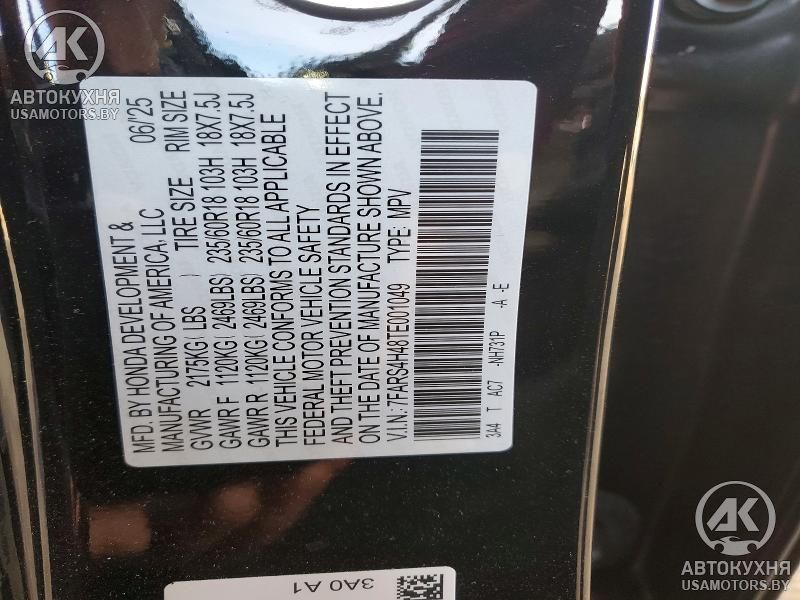 AK
АВТОКУХНЯ
USAMOTORS.BY
MFD. BY HONDA DEVELOPMENT & 06/25
MANUFACTURING OF AMERICA, LLC
GVWR 2175KG( LBS ) TIRE SIZE RIM SIZE
GAWR F 1120KG( 2469LBS) 235/60R18 103H 18X7.5J
GAWR R 1120KG( 2469LBS) 235/60R18 103H 18X7.5J
THIS VEHICLE CONFORMS TO ALL APPLICABLE
FEDERAL MOTOR VEHICLE SAFETY
AND THEFT PREVENTION STANDARDS IN EFFECT
ON THE DATE OF MANUFACTURE SHOWN ABOVE.
V.I.N.: 7FARS4H48TE001049 TYPE: MPV
3A4 T AC7 -NH731P -A -E
3A0 A1
AK
АВТОКУХНЯ
USAMOTORS.BY